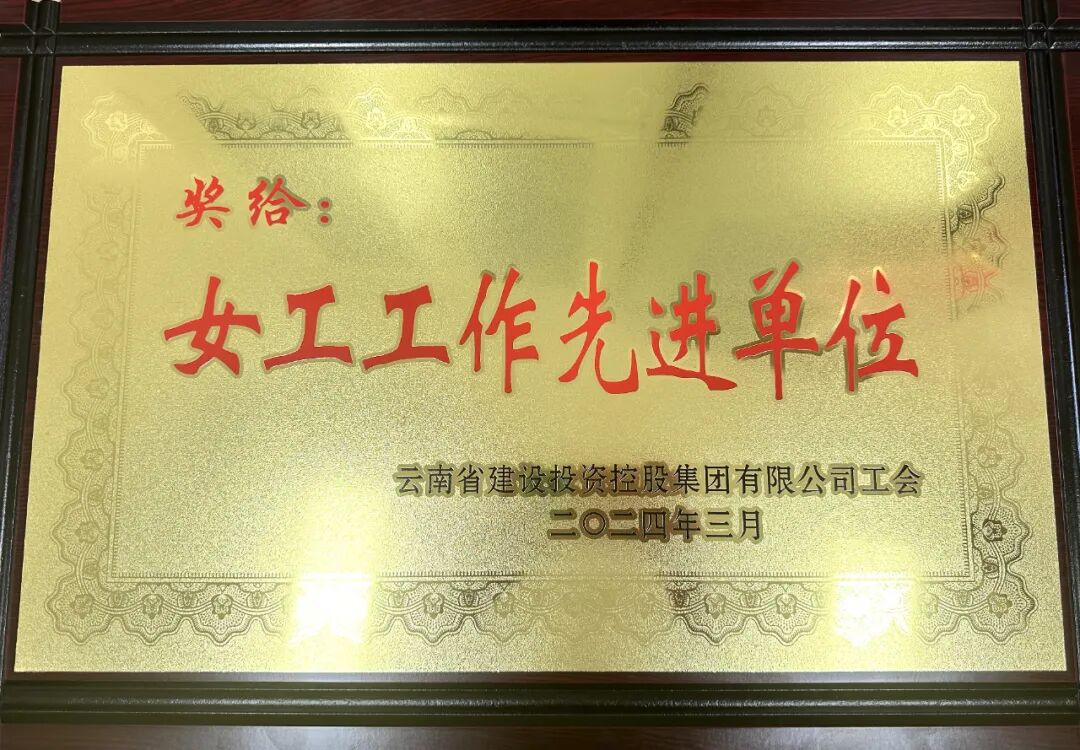 奖给：
女工工作先进单位
云南省建设投资控股集团有限公司工会
二〇二四年三月